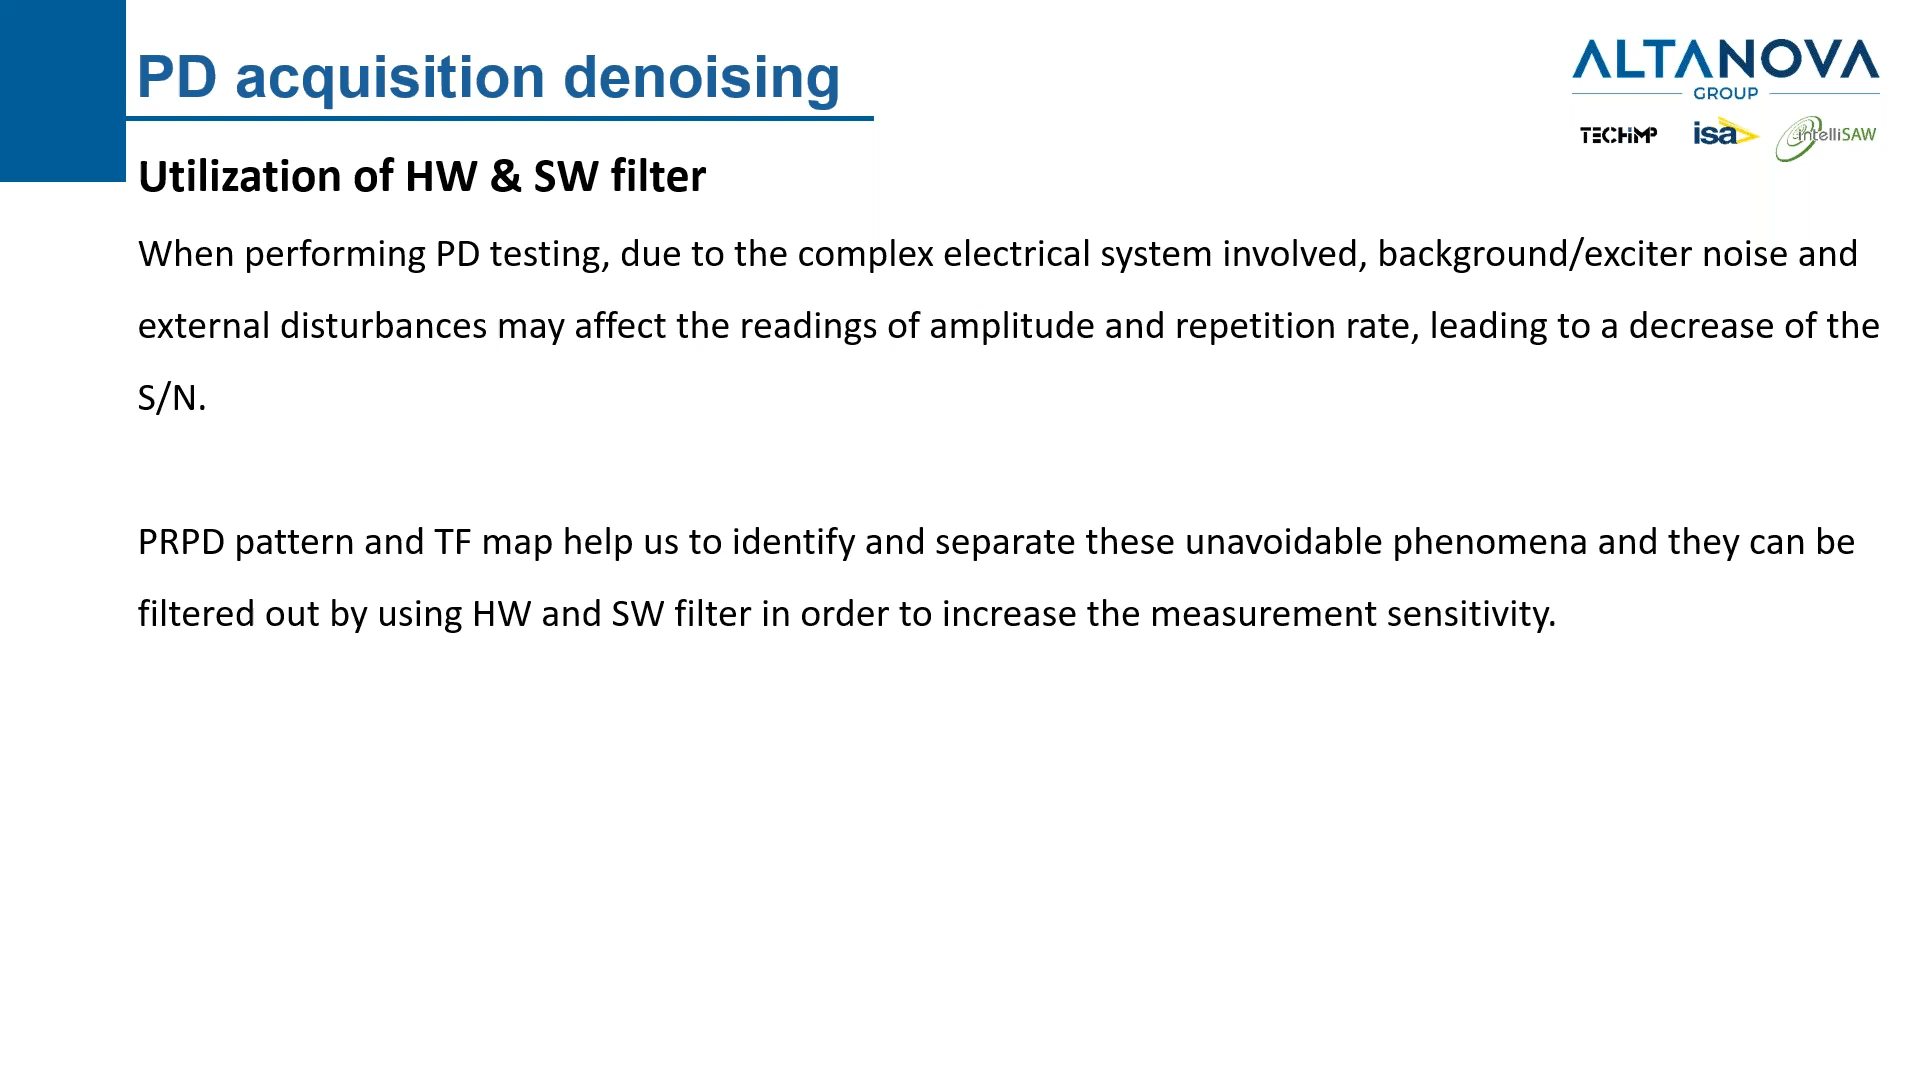 PD acquisition denoising
ALTANOVA
GROUP
TECHIMP
isa
intelliSAW
Utilization of HW & SW filter
When performing PD testing, due to the complex electrical system involved, background/exciter noise and
external disturbances may affect the readings of amplitude and repetition rate, leading to a decrease of the
S/N.
PRPD pattern and TF map help us to identify and separate these unavoidable phenomena and they can be
filtered out by using HW and SW filter in order to increase the measurement sensitivity.